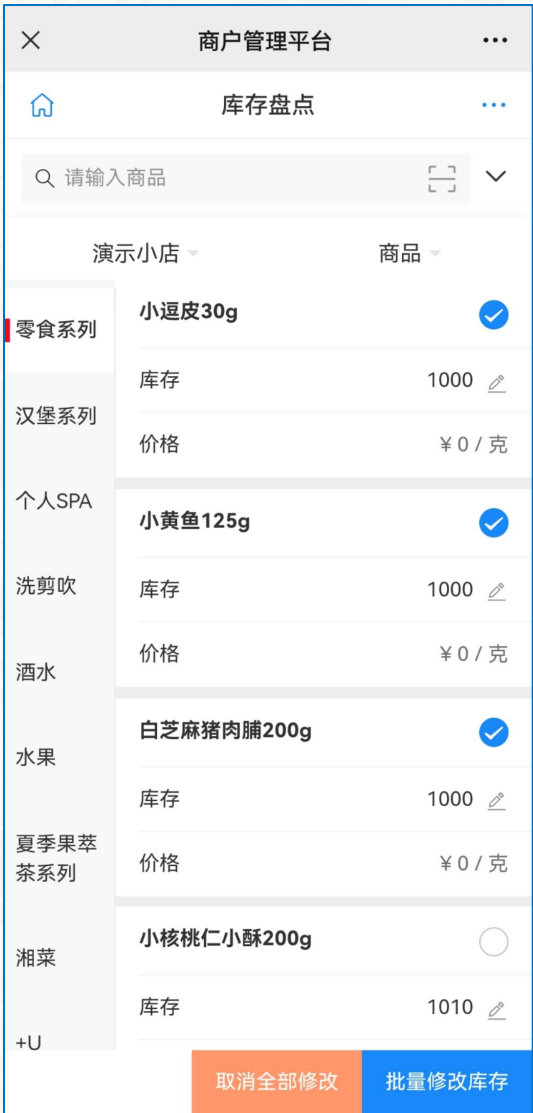 商户管理平台
库存盘点
请输入商品
演示小店 商品
零食系列
汉堡系列
个人SPA
洗剪吹
酒水
水果
夏季果萃
茶系列
湘菜
+U
小逗皮30g
库存 1000
价格 ¥0/克
小黄鱼125g
库存 1000
价格 ¥0/克
白芝麻猪肉脯200g
库存 1000
价格 ¥0/克
小核桃仁小酥200g
库存 1010
取消全部修改 批量修改库存